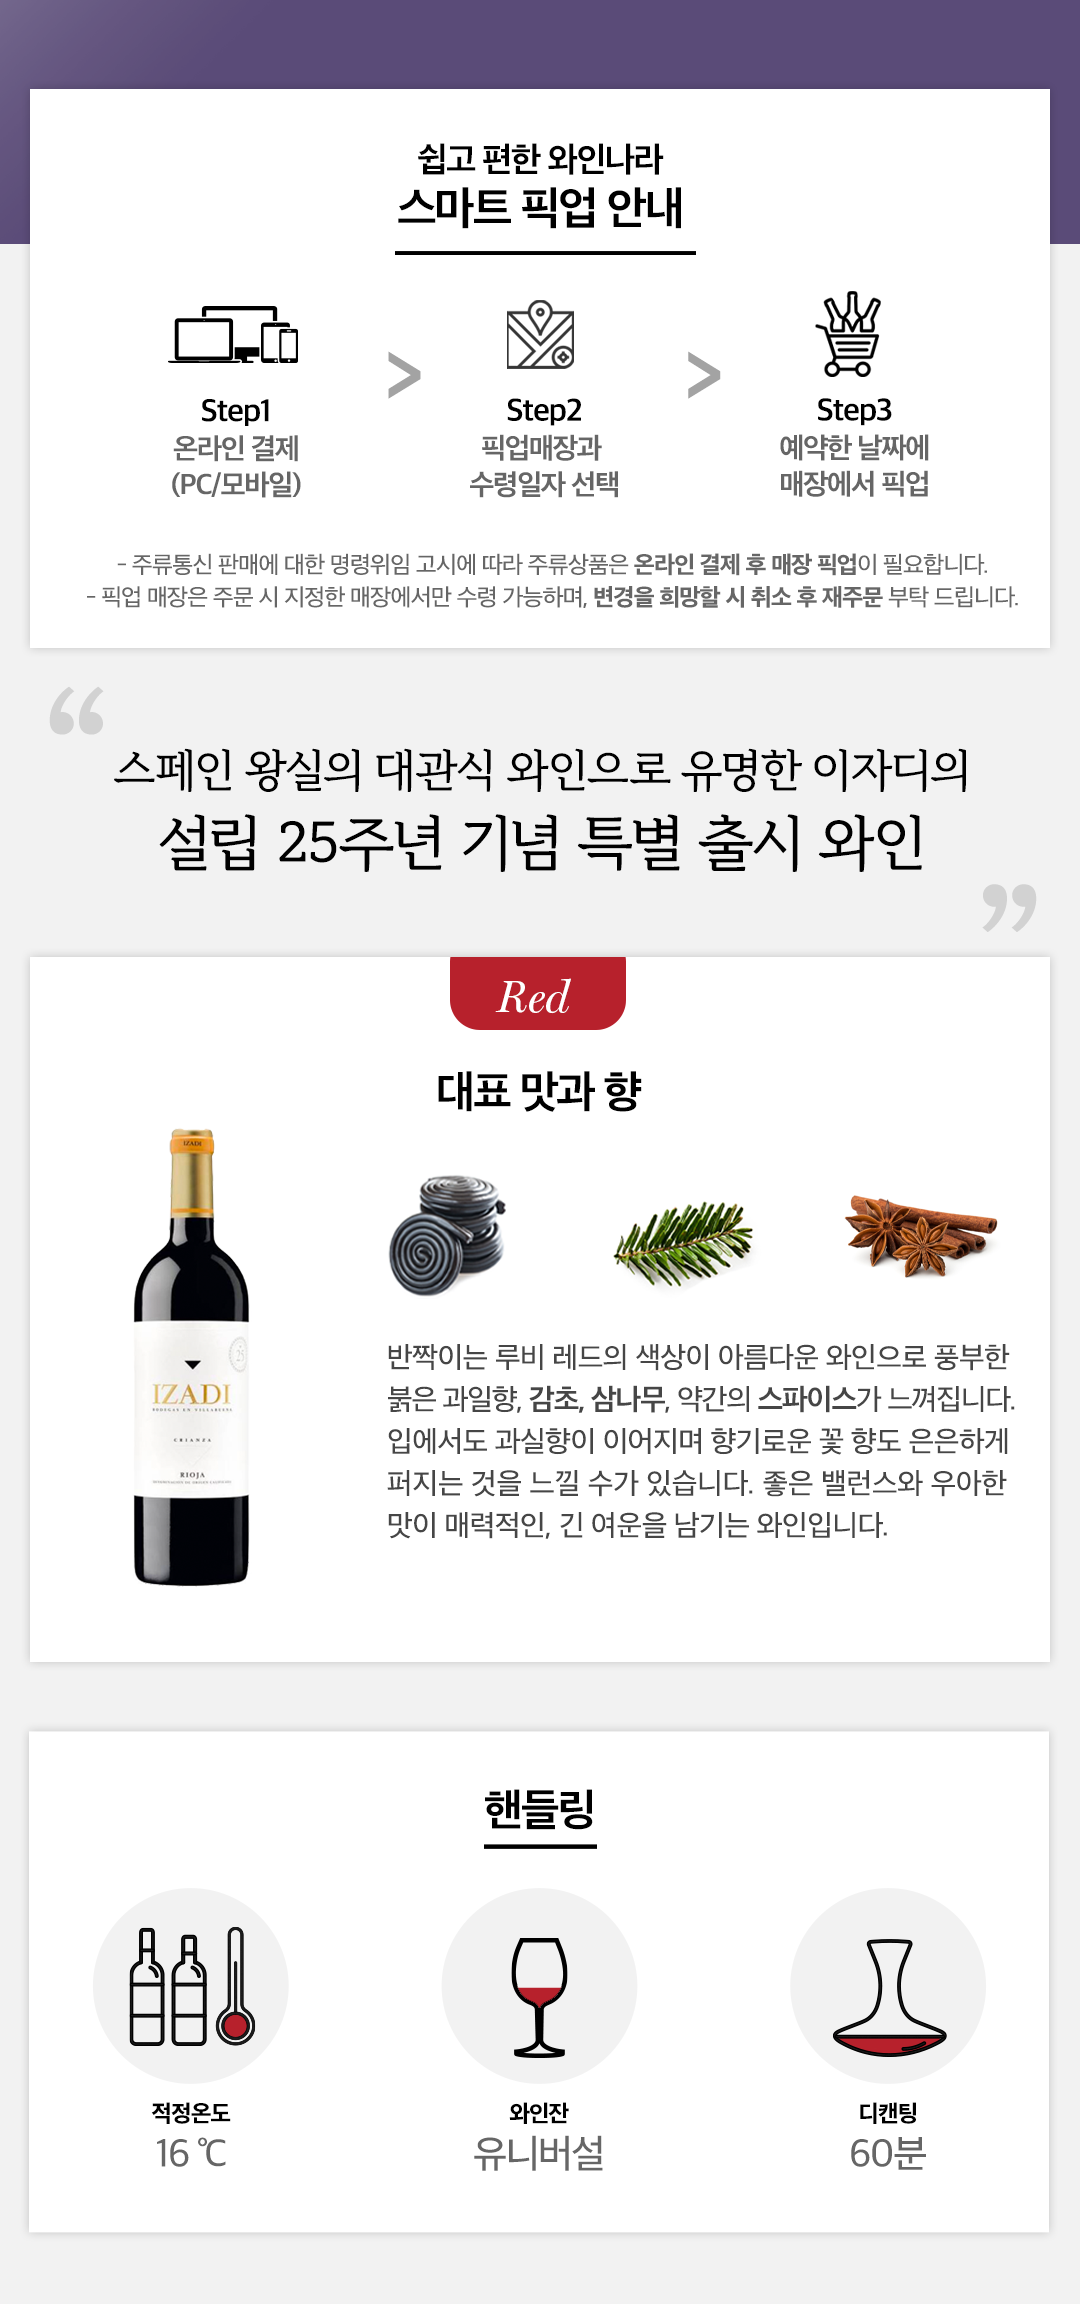 쉽고 편한 와인나라
스마트 픽업 안내
>
>
Step1
온라인 결제
(PC/모바일)
Step2
픽업매장과
수령일자 선택
Step3
예약한 날짜에
매장에서 픽업
- 주류통신 판매에 대한 명령위임 고시에 따라 주류상품은 온라인 결제 후 매장 픽업이 필요합니다.
- 픽업 매장은 주문 시 지정한 매장에서만 수령 가능하며, 변경을 희망할 시 취소 후 재주문 부탁 드립니다.
“
스페인 왕실의 대관식 와인으로 유명한 이자디의
설립 25주년 기념 특별 출시 와인
”
Red
대표 맛과 향
IZADI
25
IZADI
CRIANZA
RIOJA
반짝이는 루비 레드의 색상이 아름다운 와인으로 풍부한
붉은 과일향, 감초, 삼나무, 약간의 스파이스가 느껴집니다.
입에서도 과실향이 이어지며 향기로운 꽃 향도 은은하게
퍼지는 것을 느낄 수가 있습니다. 좋은 밸런스와 우아한
맛이 매력적인, 긴 여운을 남기는 와인입니다.
핸들링
적정온도
16 ℃
와인잔
유니버설
디캔팅
60분